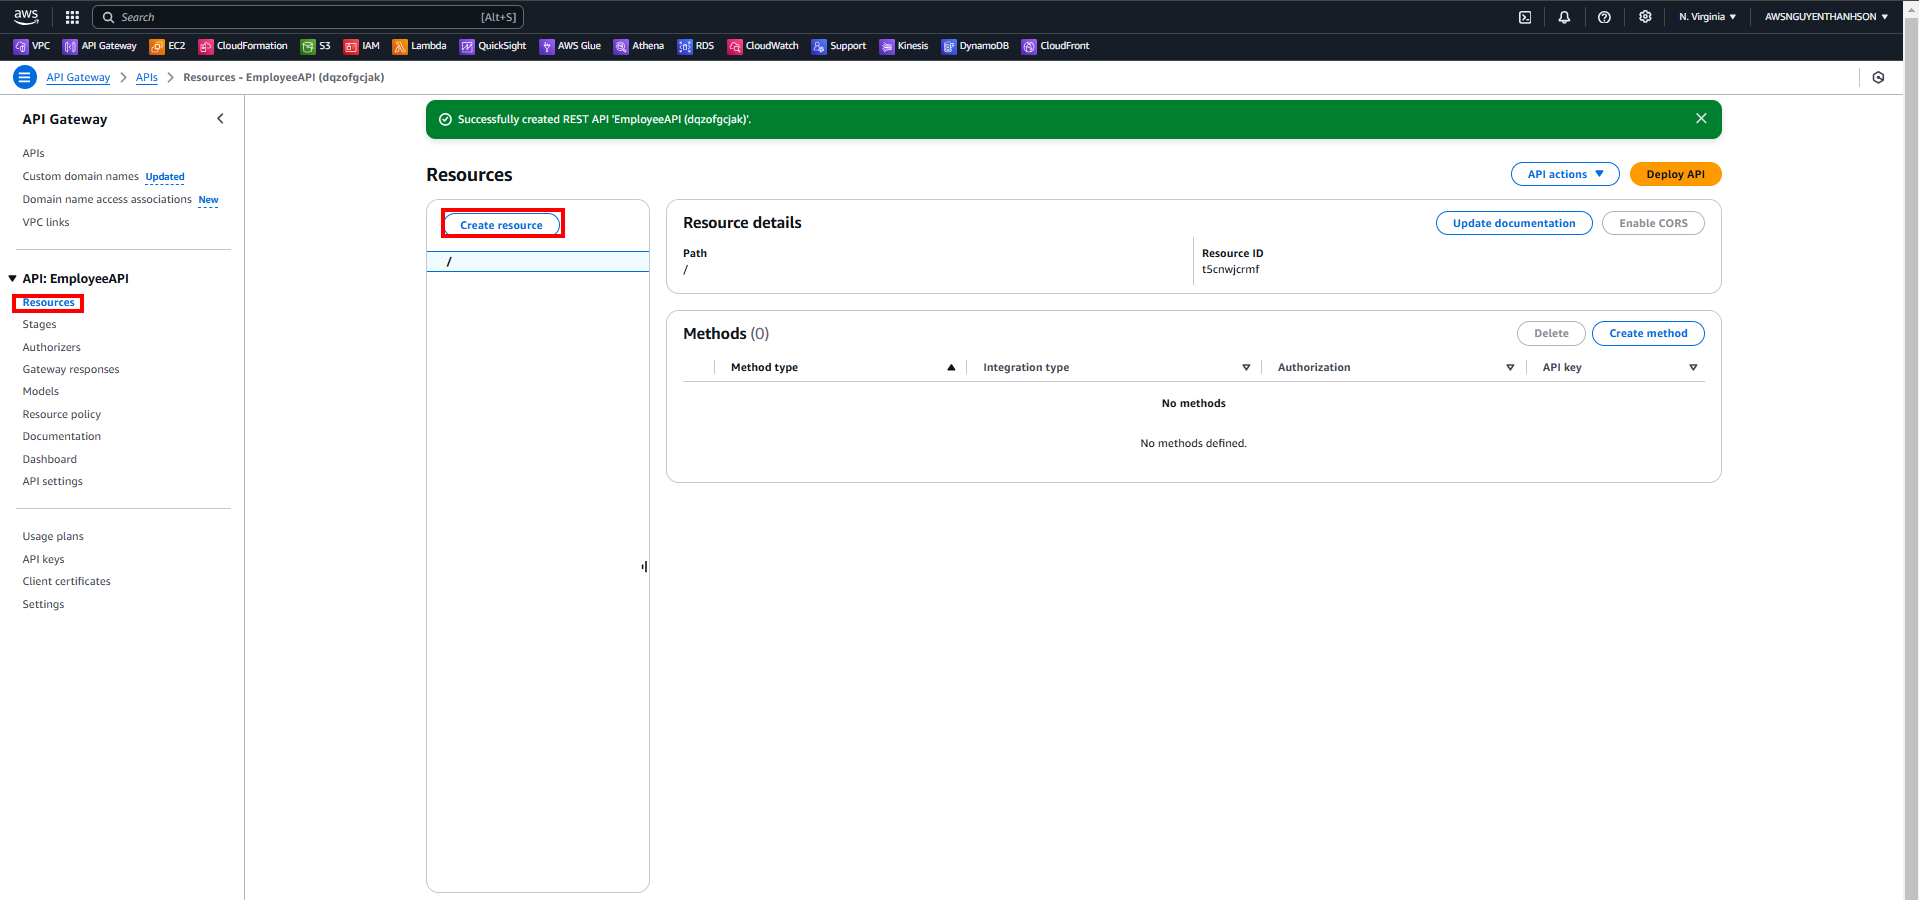 aws
Search [Alt+S]
N. Virginia AWSNGUYENTHANHSON
VPC API Gateway EC2 CloudFormation S3 IAM Lambda QuickSight AWS Glue Athena RDS CloudWatch Support Kinesis DynamoDB CloudFront
API Gateway APIs Resources - EmployeeAPI (dqzofgcjak)
API Gateway
APIs
Custom domain names Updated
Domain name access associations New
VPC links
API: EmployeeAPI
Resources
Stages
Authorizers
Gateway responses
Models
Resource policy
Documentation
Dashboard
API settings
Usage plans
API keys
Client certificates
Settings
Successfully created REST API 'EmployeeAPI (dqzofgcjak)'.
Resources
API actions Deploy API
Create resource
/
Resource details
Update documentation Enable CORS
Path
/
Resource ID
t5cnwjcrmf
Methods (0)
Delete Create method
Method type Integration type Authorization API key
No methods
No methods defined.